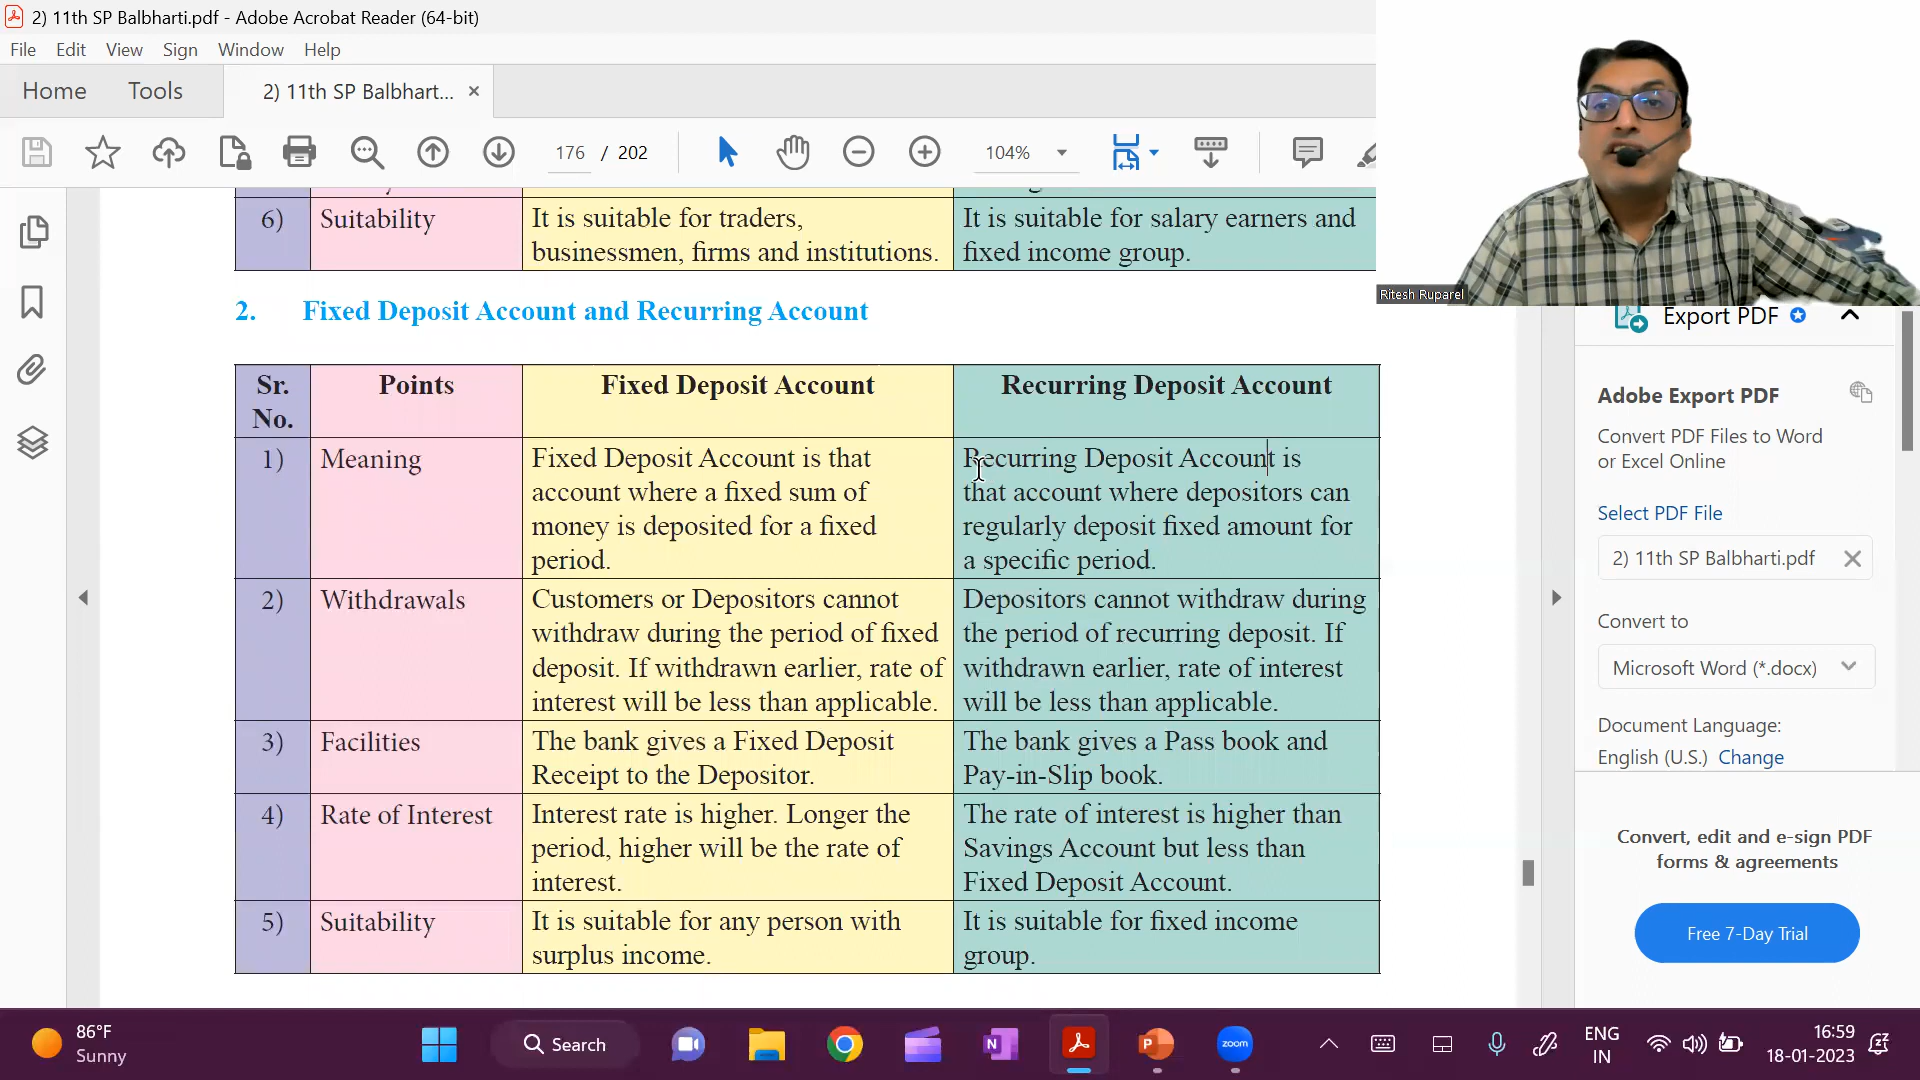 2) 11th SP Balbharti.pdf - Adobe Acrobat Reader (64-bit)
File Edit View Sign Window Help
Home Tools 2) 11th SP Balbhart... ×
176 / 202 104%
6) Suitability It is suitable for traders, It is suitable for salary earners and
businessmen, firms and institutions. fixed income group.
Ritesh Ruparel
2. Fixed Deposit Account and Recurring Account
Export PDF
Sr. Points Fixed Deposit Account Recurring Deposit Account
No.
1) Meaning Fixed Deposit Account is that Recurring Deposit Account is
account where a fixed sum of that account where depositors can
money is deposited for a fixed regularly deposit fixed amount for
period. a specific period.
2) Withdrawals Customers or Depositors cannot Depositors cannot withdraw during
withdraw during the period of fixed the period of recurring deposit. If
deposit. If withdrawn earlier, rate of withdrawn earlier, rate of interest
interest will be less than applicable. will be less than applicable.
3) Facilities The bank gives a Fixed Deposit The bank gives a Pass book and
Receipt to the Depositor. Pay-in-Slip book.
4) Rate of Interest Interest rate is higher. Longer the The rate of interest is higher than
period, higher will be the rate of Savings Account but less than
interest. Fixed Deposit Account.
5) Suitability It is suitable for any person with It is suitable for fixed income
surplus income. group.
Adobe Export PDF
Convert PDF Files to Word
or Excel Online
Select PDF File
2) 11th SP Balbharti.pdf
Convert to
Microsoft Word (*.docx)
Document Language:
English (U.S.) Change
Convert, edit and e-sign PDF
forms & agreements
Free 7-Day Trial
86°F
Sunny
Search
N
P
zoom
ENG
IN
16:59
18-01-2023